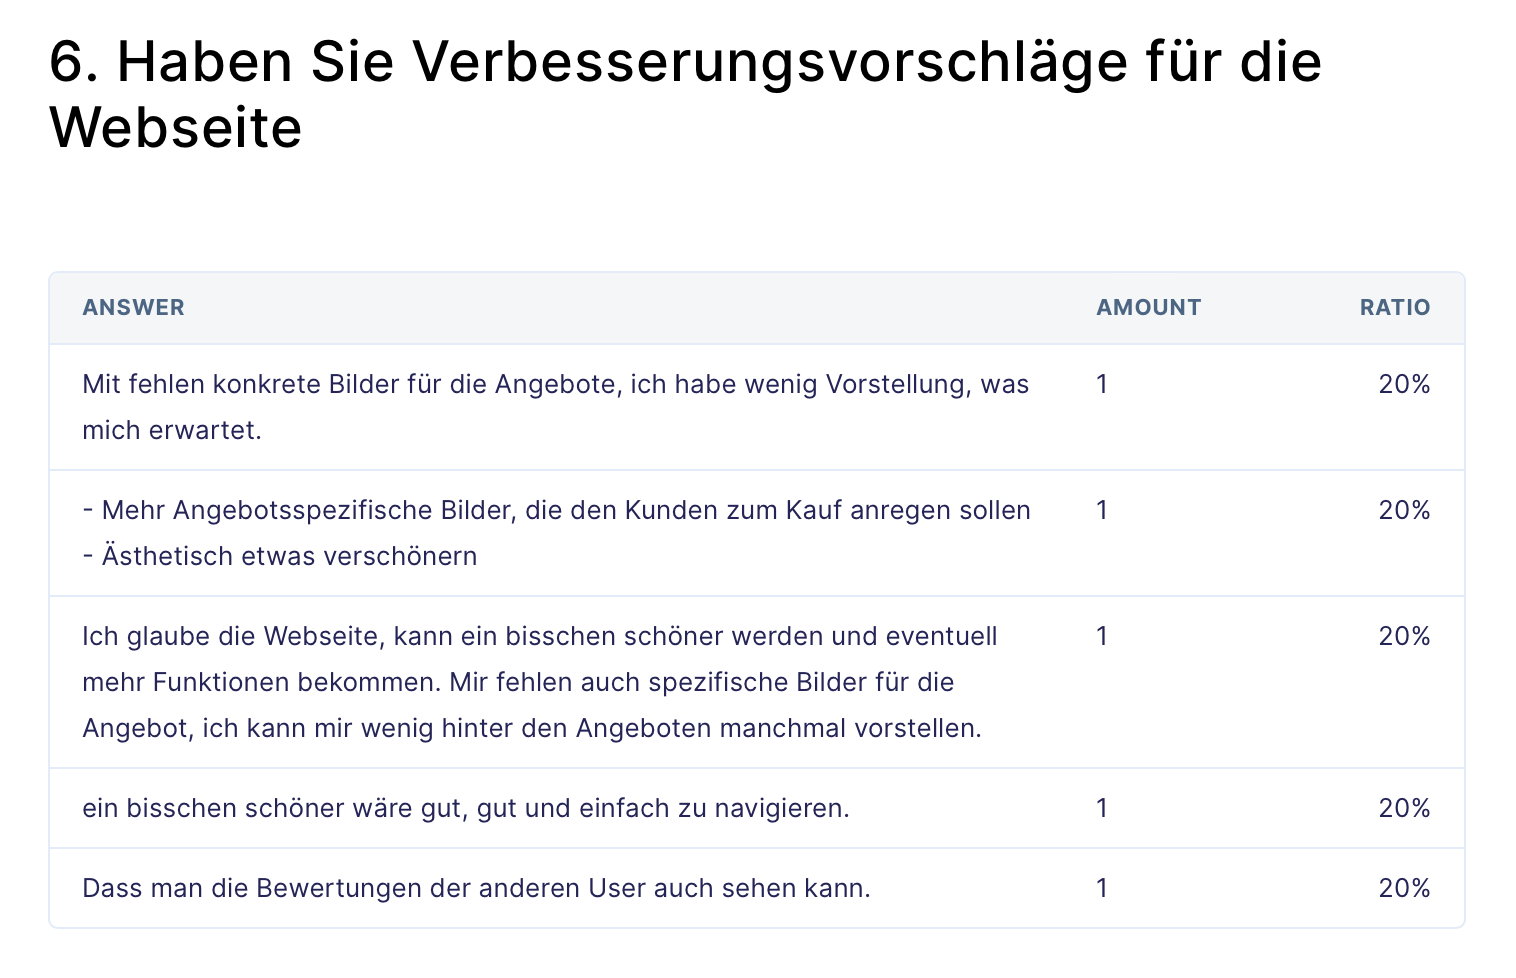 6. Haben Sie Verbesserungsvorschläge für die
Webseite
ANSWER AMOUNT RATIO
Mit fehlen konkrete Bilder für die Angebote, ich habe wenig Vorstellung, was 1 20%
mich erwartet.
- Mehr Angebotsspezifische Bilder, die den Kunden zum Kauf anregen sollen 1 20%
- Ästhetisch etwas verschönern
Ich glaube die Webseite, kann ein bisschen schöner werden und eventuell 1 20%
mehr Funktionen bekommen. Mir fehlen auch spezifische Bilder für die
Angebot, ich kann mir wenig hinter den Angeboten manchmal vorstellen.
ein bisschen schöner wäre gut, gut und einfach zu navigieren. 1 20%
Dass man die Bewertungen der anderen User auch sehen kann. 1 20%